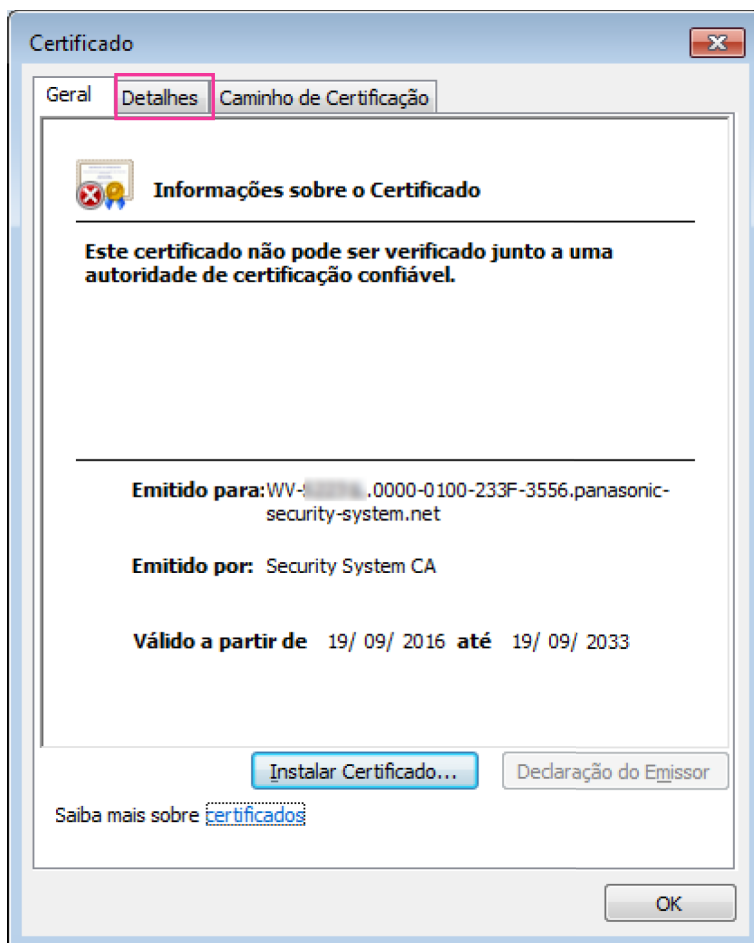 Certificado
Geral Detalhes Caminho de Certificação
Informações sobre o Certificado
Este certificado não pode ser verificado junto a uma
autoridade de certificação confiável.
Emitido para: WV- .0000-0100-233F-3556.panasonic-
security-system.net
Emitido por: Security System CA
Válido a partir de 19/ 09/ 2016 até 19/ 09/ 2033
Instalar Certificado... Declaração do Emissor
Saiba mais sobre certificados
OK